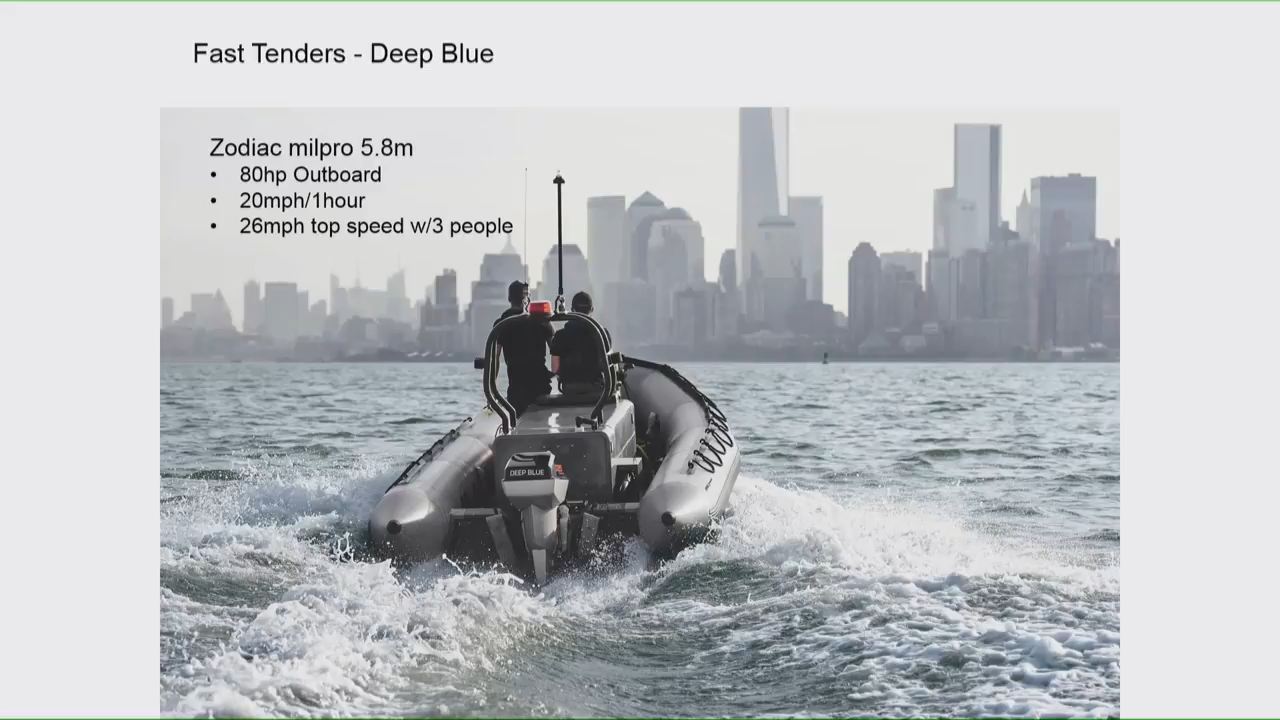 Fast Tenders - Deep Blue
Zodiac milpro 5.8m
• 80hp Outboard
• 20mph/1hour
• 26mph top speed w/3 people
DEEP BLUE